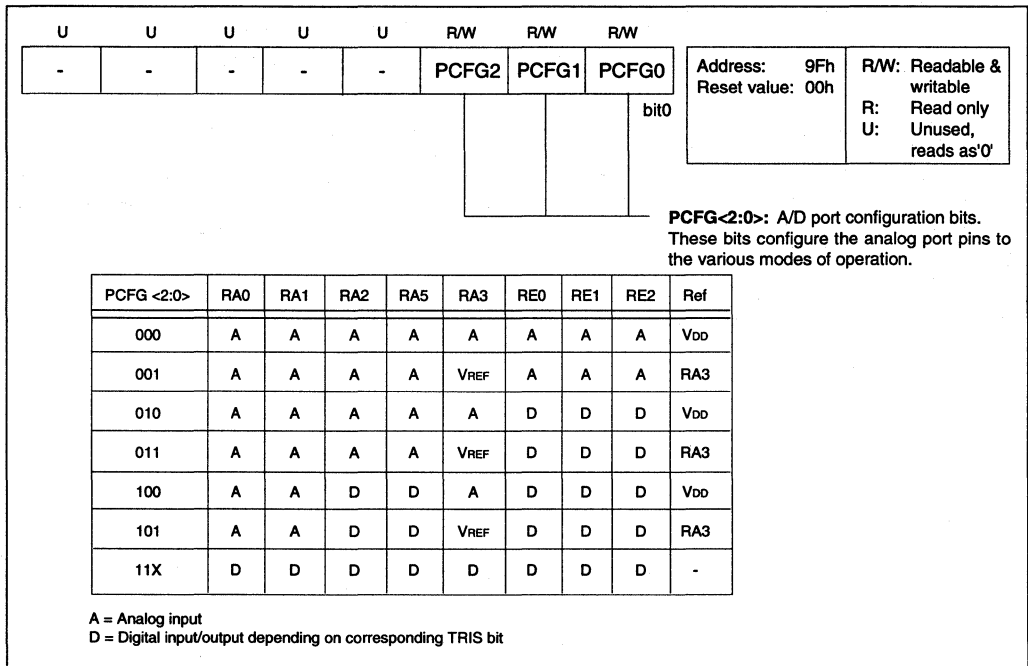 U U U U U R/W R/W R/W
- - - - - PCFG2 PCFG1 PCFG0
bit0
Address: 9Fh
Reset value: 00h
R/W: Readable &
writable
R: Read only
U: Unused,
reads as'0'
PCFG<2:0>: A/D port configuration bits.
These bits configure the analog port pins to
the various modes of operation.
PCFG <2:0> RA0 RA1 RA2 RA5 RA3 RE0 RE1 RE2 Ref
000 A A A A A A A A VDD
001 A A A A VREF A A A RA3
010 A A A A A D D D VDD
011 A A A A VREF D D D RA3
100 A A D D A D D D VDD
101 A A D D VREF D D D RA3
11X D D D D D D D D -
A = Analog input
D = Digital input/output depending on corresponding TRIS bit